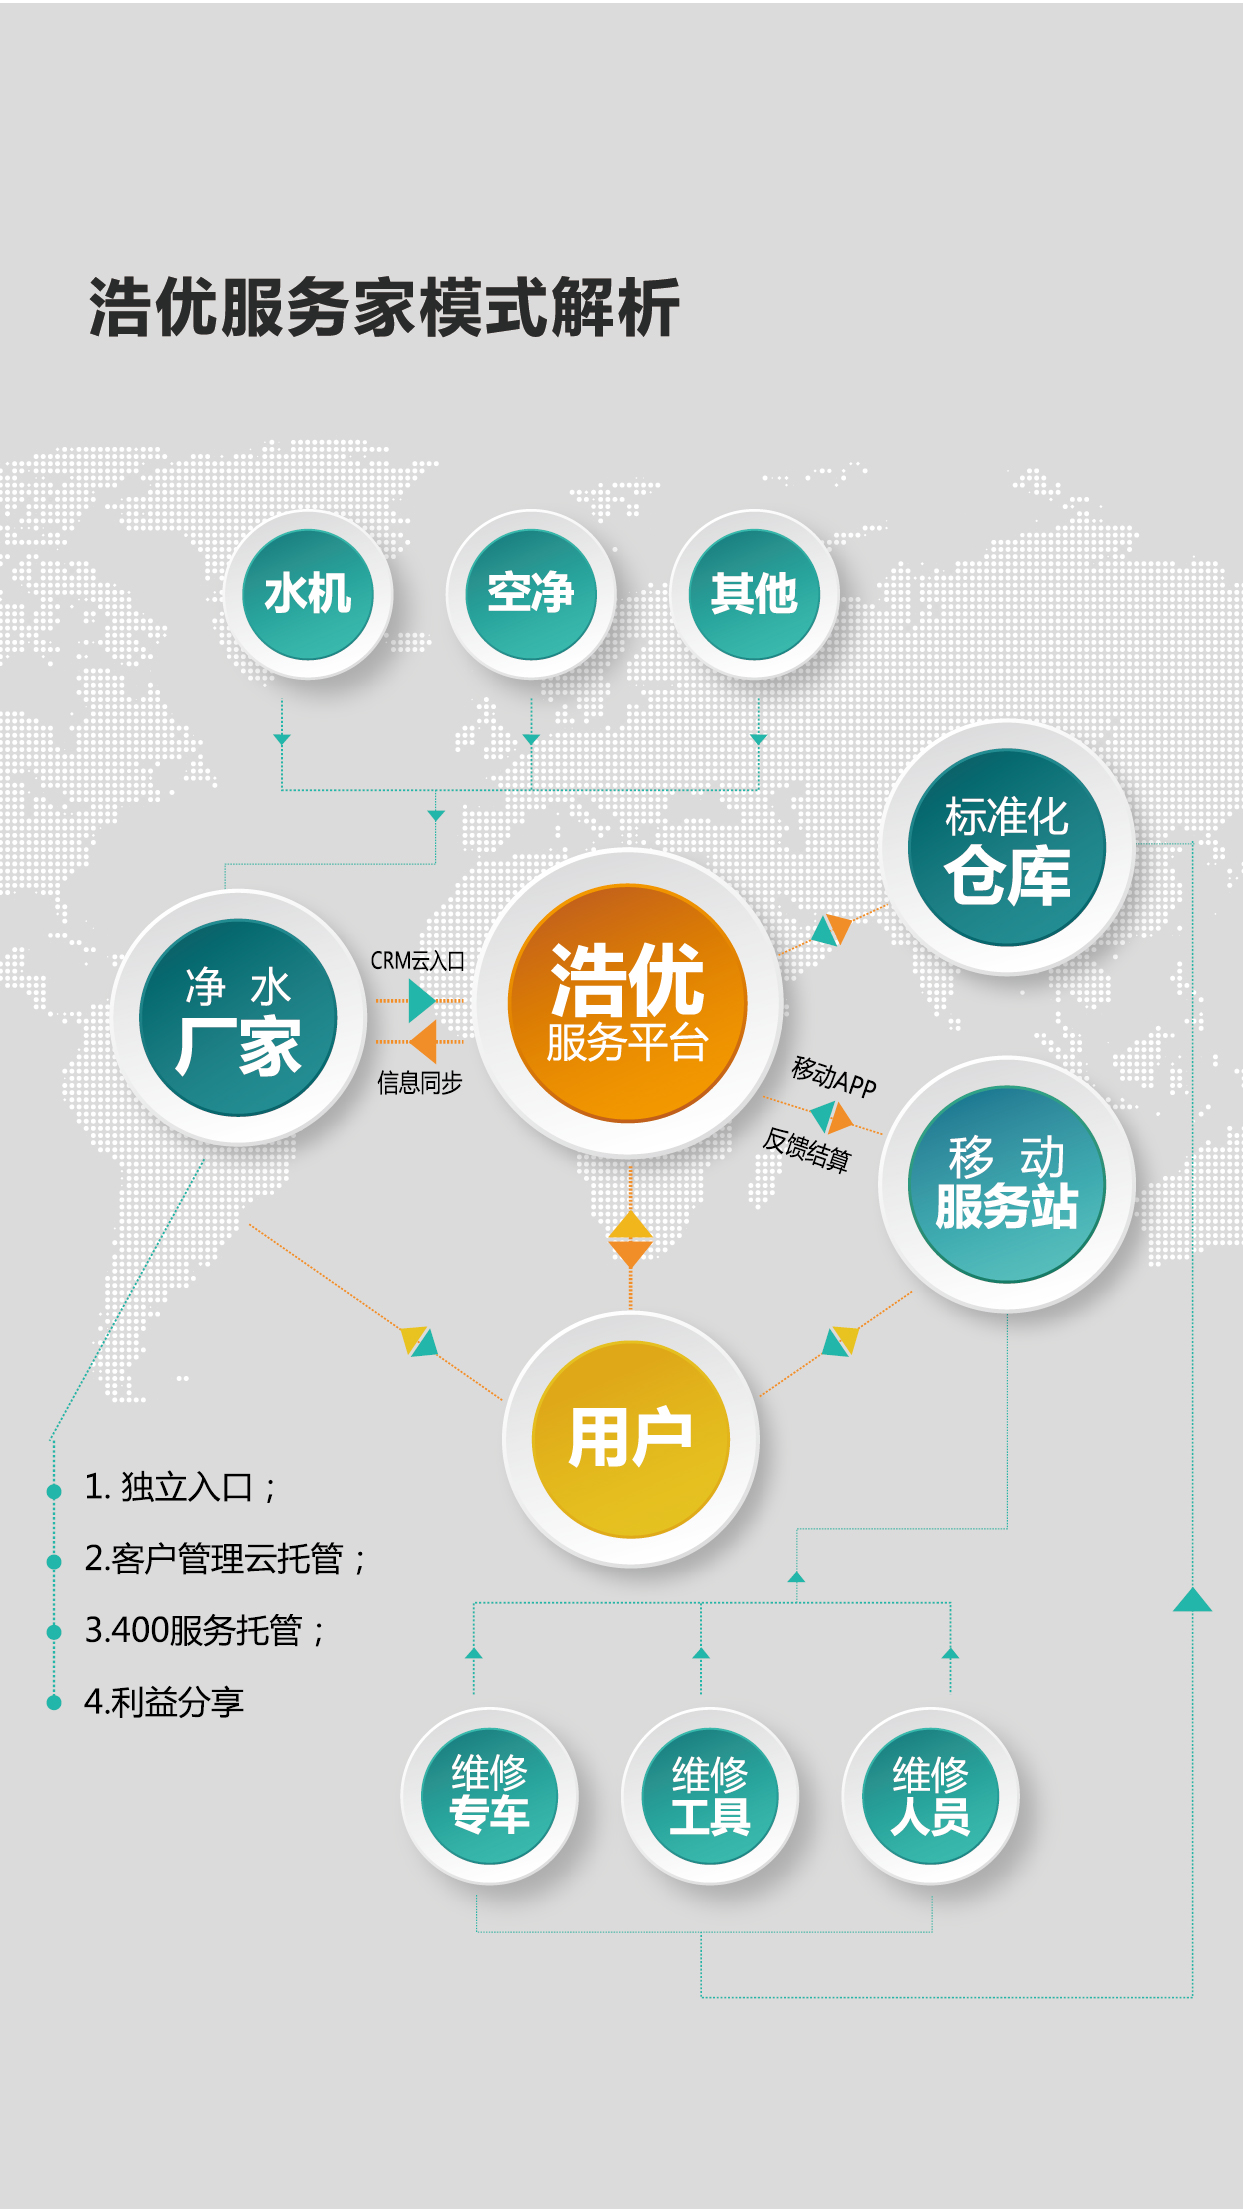 浩优服务家模式解析
水机
空净
其他
标准化
仓库
净 水
厂家
CRM云入口
信息同步
浩优
服务平台
移动APP
反馈结算
移 动
服务站
用户
1. 独立入口；
2.客户管理云托管；
3.400服务托管；
4.利益分享
维修
专车
维修
工具
维修
人员